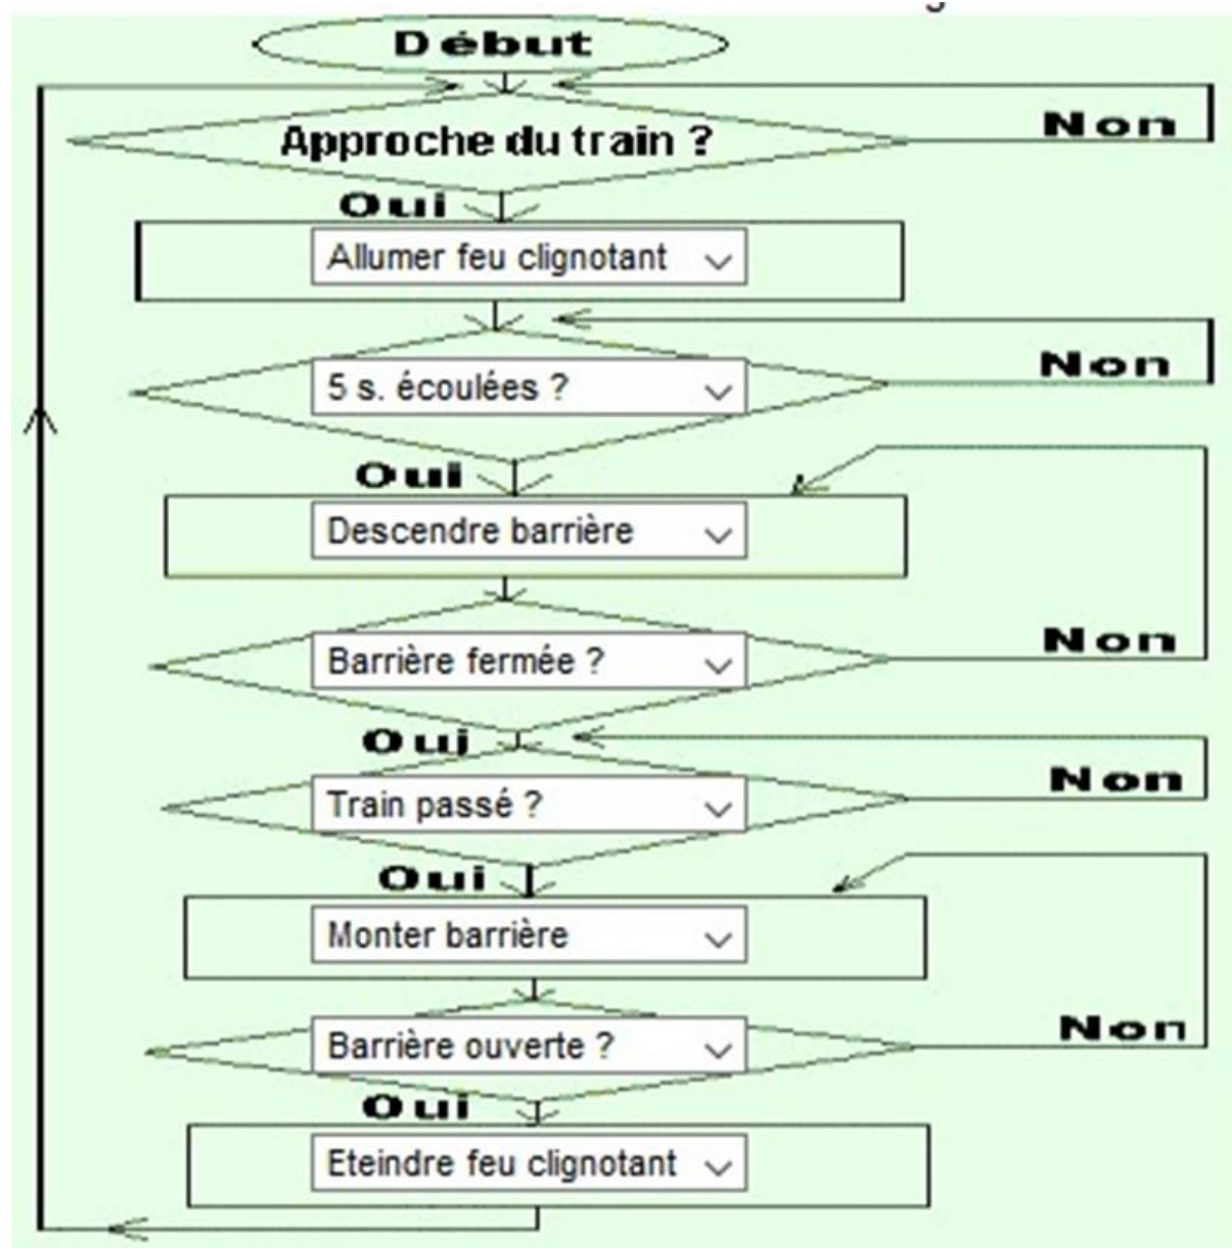 Début
Approche du train ?
Non
Oui
Allumer feu clignotant
5 s. écoulées ?
Non
Oui
Descendre barrière
Barrière fermée ?
Non
Oui
Train passé ?
Non
Oui
Monter barrière
Barrière ouverte ?
Non
Oui
Eteindre feu clignotant